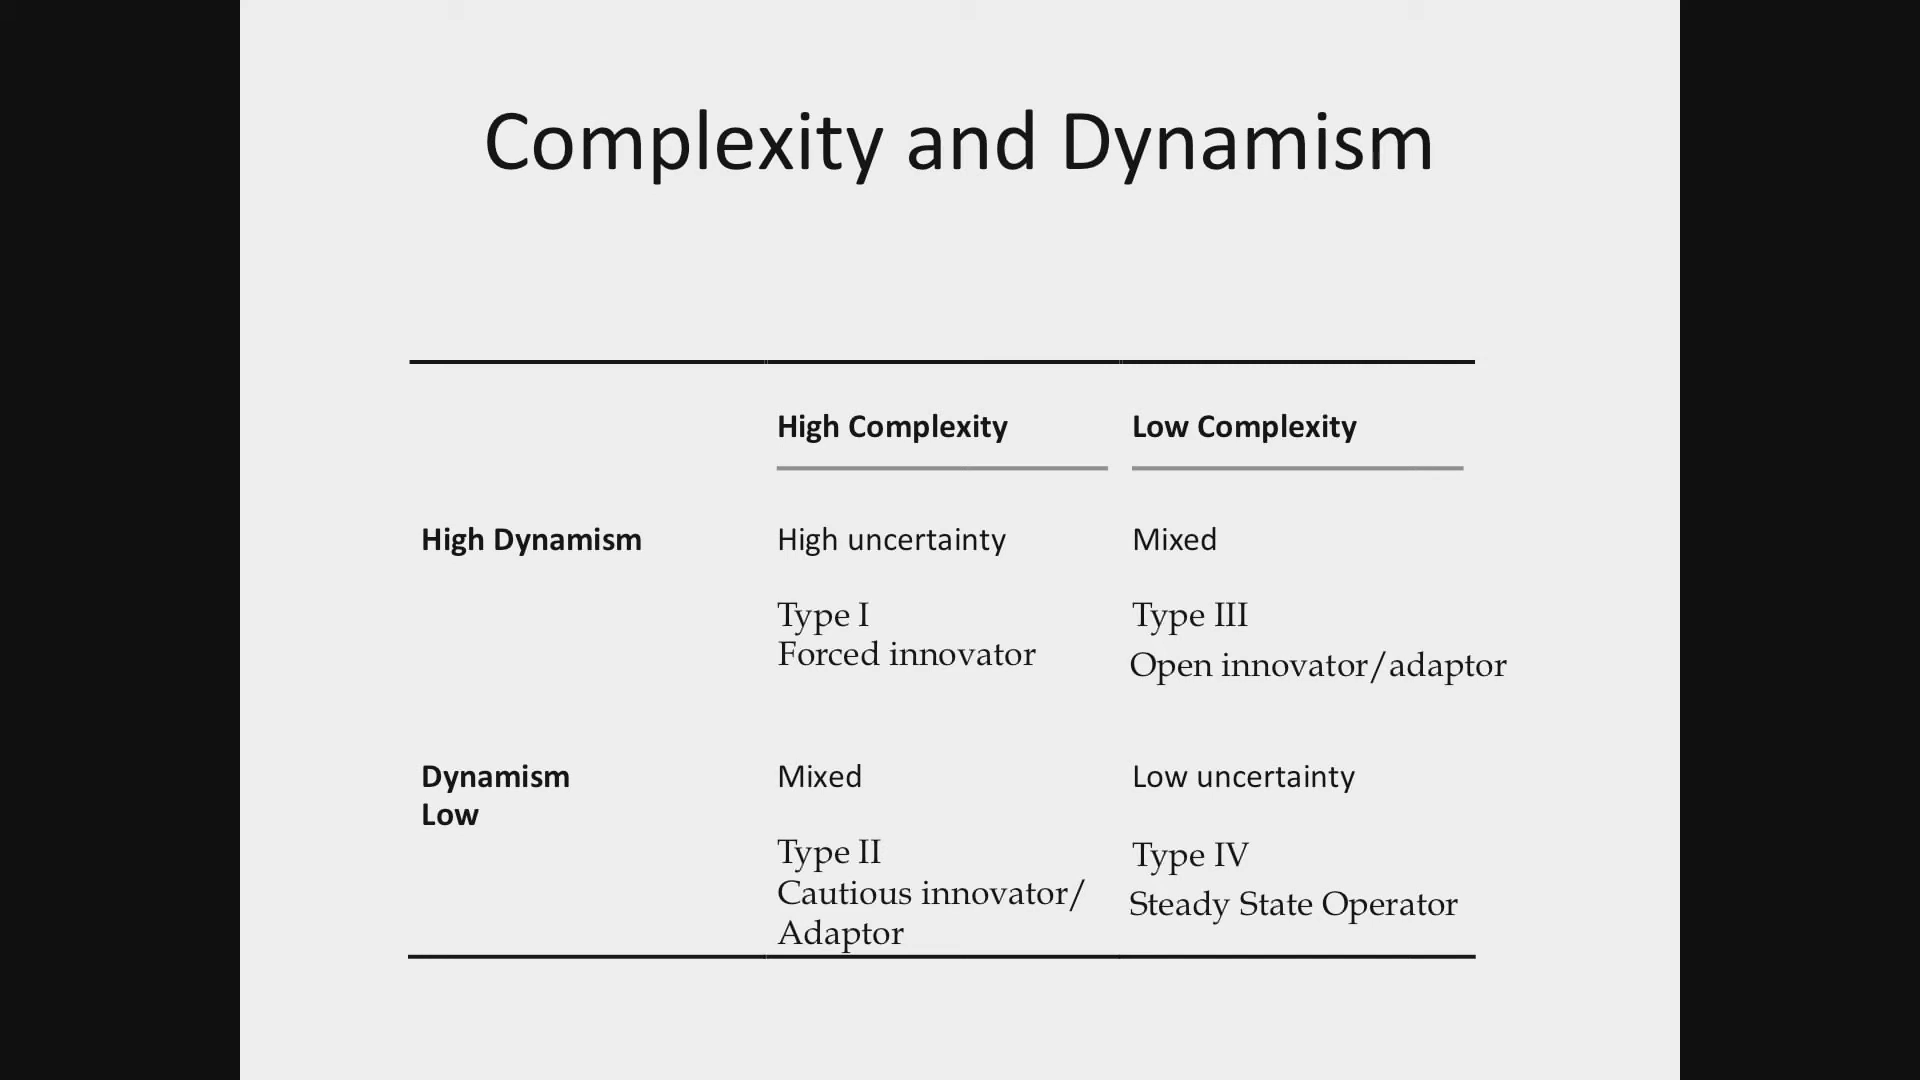 Complexity and Dynamism
High Complexity
Low Complexity
High Dynamism
High uncertainty
Mixed
Type I
Forced innovator
Type III
Open innovator/adaptor
Dynamism
Low
Mixed
Low uncertainty
Type II
Cautious innovator/
Adaptor
Type IV
Steady State Operator